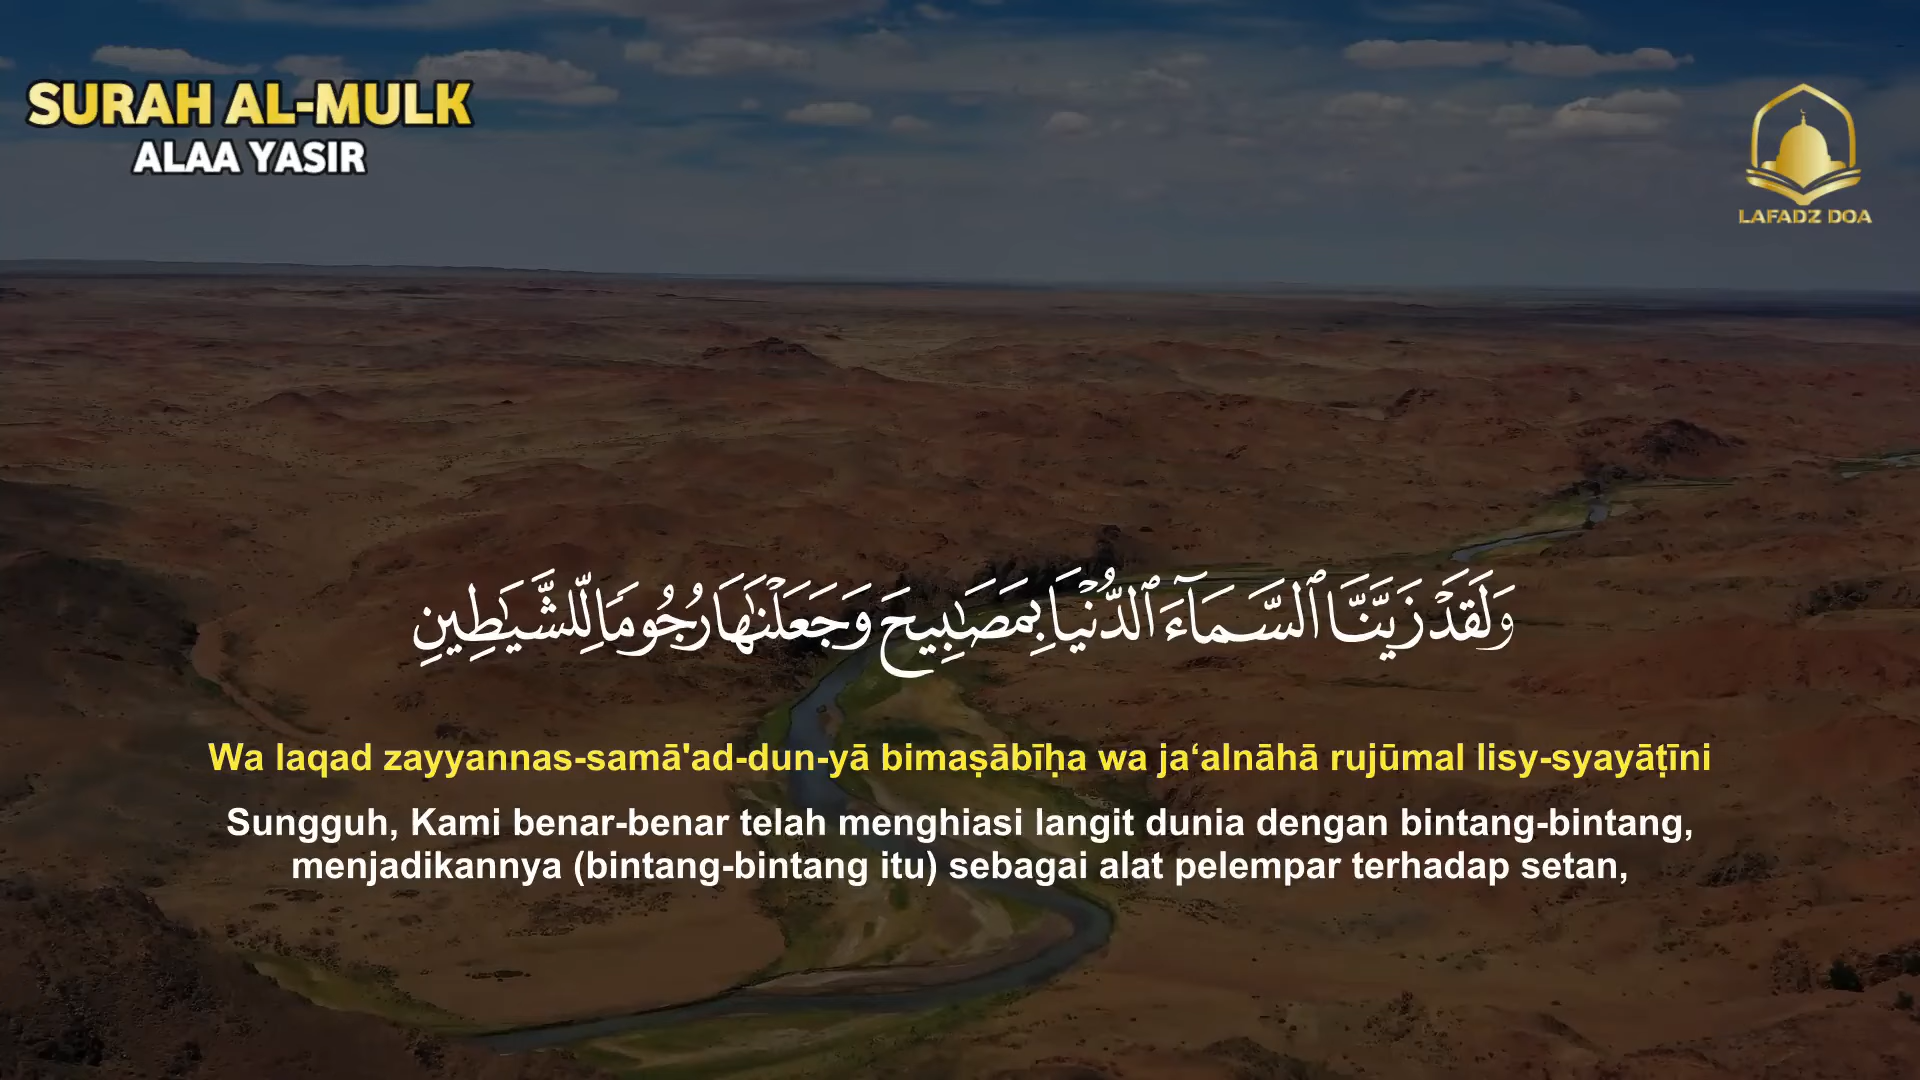 SURAH AL-MULK
ALAA YASIR
LAFADZ DOA
وَلَقَدْ زَيَّنَّا ٱلسَّمَآءَ ٱلدُّنْيَا بِمَصَٰبِيحَ وَجَعَلْنَٰهَا رُجُومًا لِّلشَّيَٰطِينِ
Wa laqad zayyannas-samā'ad-dun-yā bimaṣābīḥa wa ja‘alnāhā rujūmal lisy-syayāṭīni
Sungguh, Kami benar-benar telah menghiasi langit dunia dengan bintang-bintang,
menjadikannya (bintang-bintang itu) sebagai alat pelempar terhadap setan,